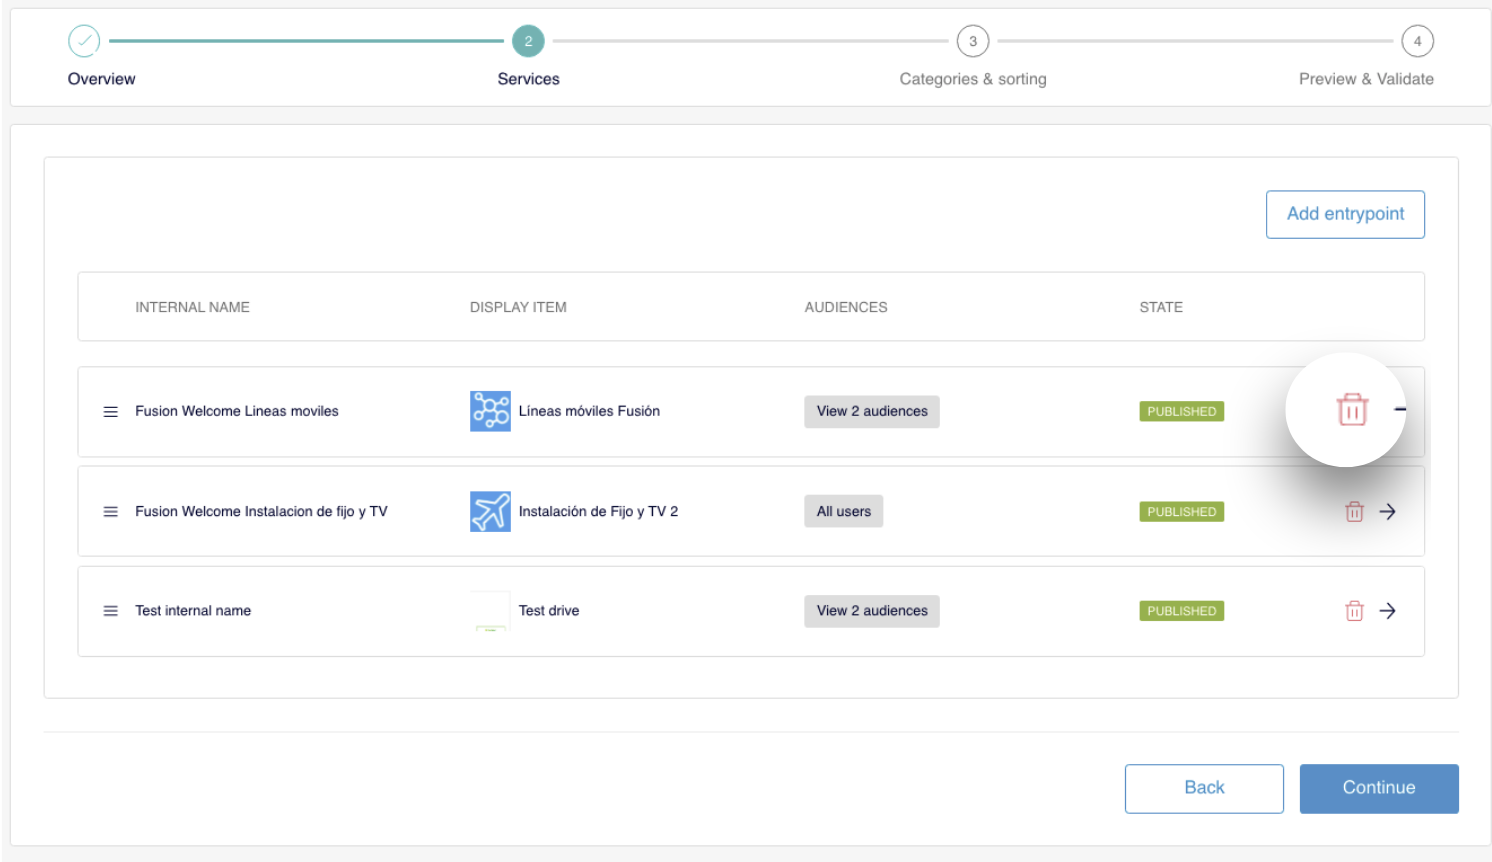 2 3 4
Overview Services Categories & sorting Preview & Validate
Add entrypoint
INTERNAL NAME DISPLAY ITEM AUDIENCES STATE
Fusion Welcome Lineas moviles Líneas móviles Fusión View 2 audiences PUBLISHED
Fusion Welcome Instalacion de fijo y TV Instalación de Fijo y TV 2 All users PUBLISHED
Test internal name Test drive View 2 audiences PUBLISHED
Back Continue